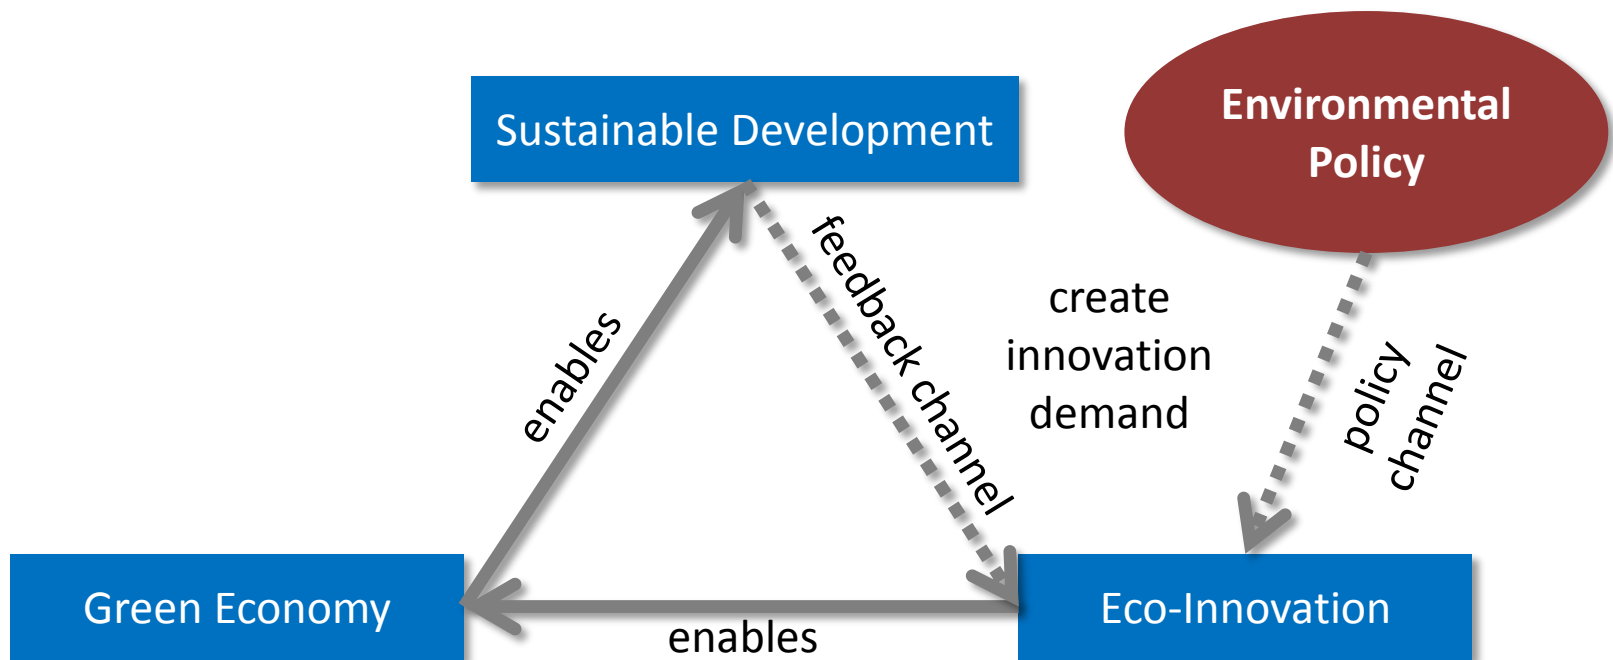 Sustainable Development
Environmental
Policy
enables
feedback channel
create
innovation
demand
policy
channel
Green Economy
enables
Eco-Innovation